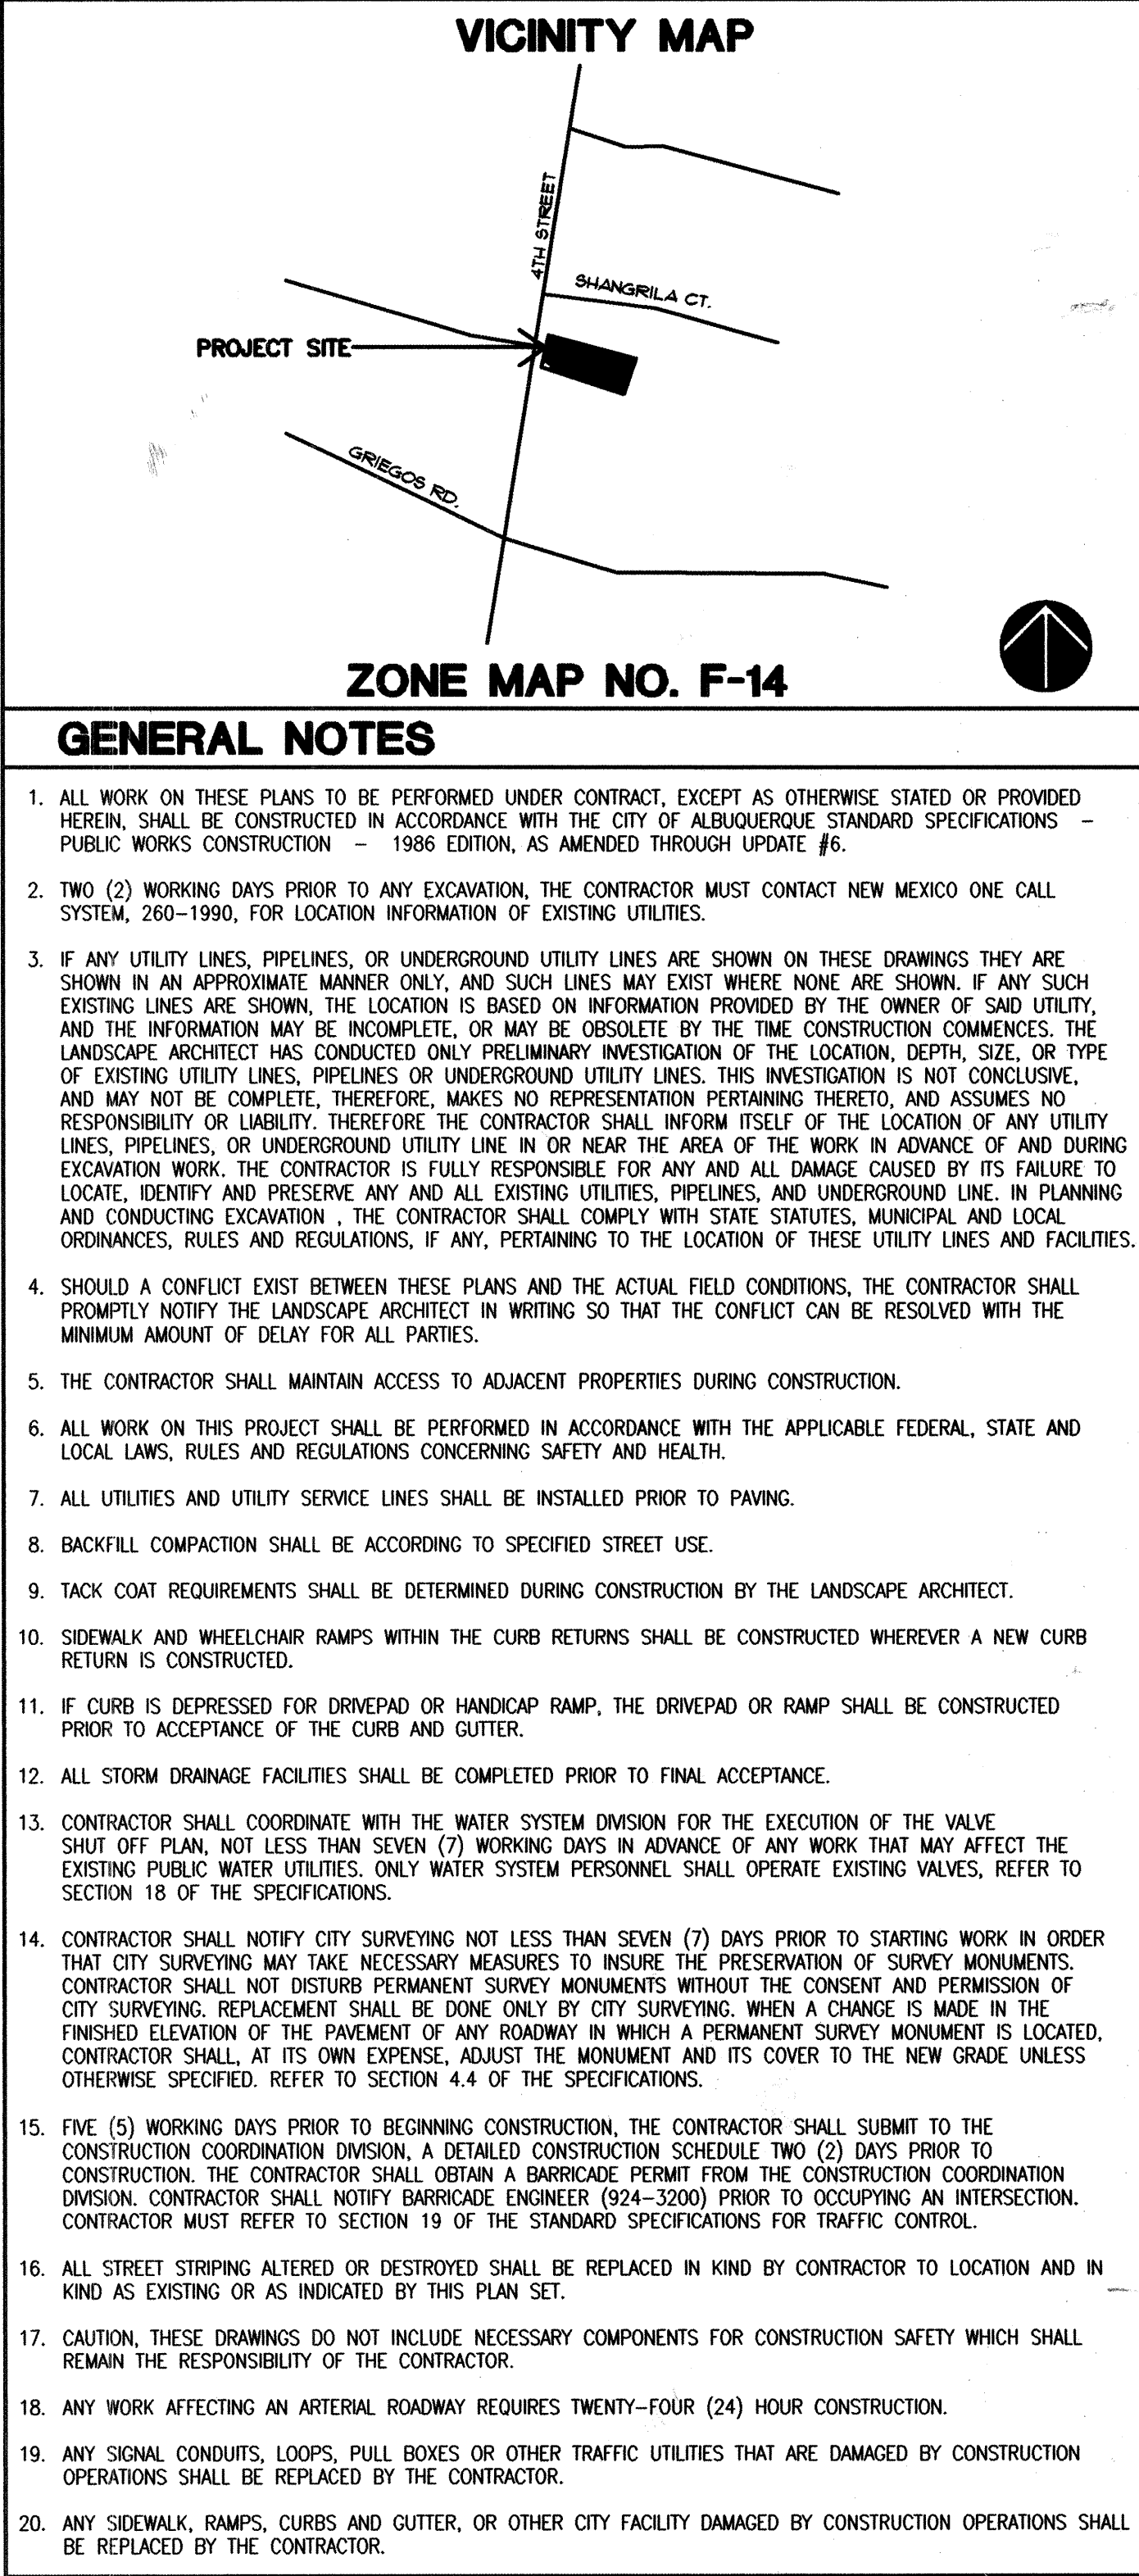 VICINITY MAP
4TH STREET
SHANGRILA CT.
PROJECT SITE
GRIEGOS RD.
ZONE MAP NO. F-14
GENERAL NOTES
1. ALL WORK ON THESE PLANS TO BE PERFORMED UNDER CONTRACT, EXCEPT AS OTHERWISE STATED OR PROVIDED
HEREIN, SHALL BE CONSTRUCTED IN ACCORDANCE WITH THE CITY OF ALBUQUERQUE STANDARD SPECIFICATIONS –
PUBLIC WORKS CONSTRUCTION – 1986 EDITION, AS AMENDED THROUGH UPDATE #6.
2. TWO (2) WORKING DAYS PRIOR TO ANY EXCAVATION, THE CONTRACTOR MUST CONTACT NEW MEXICO ONE CALL
SYSTEM, 260–1990, FOR LOCATION INFORMATION OF EXISTING UTILITIES.
3. IF ANY UTILITY LINES, PIPELINES, OR UNDERGROUND UTILITY LINES ARE SHOWN ON THESE DRAWINGS THEY ARE
SHOWN IN AN APPROXIMATE MANNER ONLY, AND SUCH LINES MAY EXIST WHERE NONE ARE SHOWN. IF ANY SUCH
EXISTING LINES ARE SHOWN, THE LOCATION IS BASED ON INFORMATION PROVIDED BY THE OWNER OF SAID UTILITY,
AND THE INFORMATION MAY BE INCOMPLETE, OR MAY BE OBSOLETE BY THE TIME CONSTRUCTION COMMENCES. THE
LANDSCAPE ARCHITECT HAS CONDUCTED ONLY PRELIMINARY INVESTIGATION OF THE LOCATION, DEPTH, SIZE, OR TYPE
OF EXISTING UTILITY LINES, PIPELINES OR UNDERGROUND UTILITY LINES. THIS INVESTIGATION IS NOT CONCLUSIVE,
AND MAY NOT BE COMPLETE, THEREFORE, MAKES NO REPRESENTATION PERTAINING THERETO, AND ASSUMES NO
RESPONSIBILITY OR LIABILITY. THEREFORE THE CONTRACTOR SHALL INFORM ITSELF OF THE LOCATION OF ANY UTILITY
LINES, PIPELINES, OR UNDERGROUND UTILITY LINE IN OR NEAR THE AREA OF THE WORK IN ADVANCE OF AND DURING
EXCAVATION WORK. THE CONTRACTOR IS FULLY RESPONSIBLE FOR ANY AND ALL DAMAGE CAUSED BY ITS FAILURE TO
LOCATE, IDENTIFY AND PRESERVE ANY AND ALL EXISTING UTILITIES, PIPELINES, AND UNDERGROUND LINE. IN PLANNING
AND CONDUCTING EXCAVATION , THE CONTRACTOR SHALL COMPLY WITH STATE STATUTES, MUNICIPAL AND LOCAL
ORDINANCES, RULES AND REGULATIONS, IF ANY, PERTAINING TO THE LOCATION OF THESE UTILITY LINES AND FACILITIES.
4. SHOULD A CONFLICT EXIST BETWEEN THESE PLANS AND THE ACTUAL FIELD CONDITIONS, THE CONTRACTOR SHALL
PROMPTLY NOTIFY THE LANDSCAPE ARCHITECT IN WRITING SO THAT THE CONFLICT CAN BE RESOLVED WITH THE
MINIMUM AMOUNT OF DELAY FOR ALL PARTIES.
5. THE CONTRACTOR SHALL MAINTAIN ACCESS TO ADJACENT PROPERTIES DURING CONSTRUCTION.
6. ALL WORK ON THIS PROJECT SHALL BE PERFORMED IN ACCORDANCE WITH THE APPLICABLE FEDERAL, STATE AND
LOCAL LAWS, RULES AND REGULATIONS CONCERNING SAFETY AND HEALTH.
7. ALL UTILITIES AND UTILITY SERVICE LINES SHALL BE INSTALLED PRIOR TO PAVING.
8. BACKFILL COMPACTION SHALL BE ACCORDING TO SPECIFIED STREET USE.
9. TACK COAT REQUIREMENTS SHALL BE DETERMINED DURING CONSTRUCTION BY THE LANDSCAPE ARCHITECT.
10. SIDEWALK AND WHEELCHAIR RAMPS WITHIN THE CURB RETURNS SHALL BE CONSTRUCTED WHEREVER A NEW CURB
RETURN IS CONSTRUCTED.
11. IF CURB IS DEPRESSED FOR DRIVEPAD OR HANDICAP RAMP, THE DRIVEPAD OR RAMP SHALL BE CONSTRUCTED
PRIOR TO ACCEPTANCE OF THE CURB AND GUTTER.
12. ALL STORM DRAINAGE FACILITIES SHALL BE COMPLETED PRIOR TO FINAL ACCEPTANCE.
13. CONTRACTOR SHALL COORDINATE WITH THE WATER SYSTEM DIVISION FOR THE EXECUTION OF THE VALVE
SHUT OFF PLAN, NOT LESS THAN SEVEN (7) WORKING DAYS IN ADVANCE OF ANY WORK THAT MAY AFFECT THE
EXISTING PUBLIC WATER UTILITIES. ONLY WATER SYSTEM PERSONNEL SHALL OPERATE EXISTING VALVES, REFER TO
SECTION 18 OF THE SPECIFICATIONS.
14. CONTRACTOR SHALL NOTIFY CITY SURVEYING NOT LESS THAN SEVEN (7) DAYS PRIOR TO STARTING WORK IN ORDER
THAT CITY SURVEYING MAY TAKE NECESSARY MEASURES TO INSURE THE PRESERVATION OF SURVEY MONUMENTS.
CONTRACTOR SHALL NOT DISTURB PERMANENT SURVEY MONUMENTS WITHOUT THE CONSENT AND PERMISSION OF
CITY SURVEYING. REPLACEMENT SHALL BE DONE ONLY BY CITY SURVEYING. WHEN A CHANGE IS MADE IN THE
FINISHED ELEVATION OF THE PAVEMENT OF ANY ROADWAY IN WHICH A PERMANENT SURVEY MONUMENT IS LOCATED,
CONTRACTOR SHALL, AT ITS OWN EXPENSE, ADJUST THE MONUMENT AND ITS COVER TO THE NEW GRADE UNLESS
OTHERWISE SPECIFIED. REFER TO SECTION 4.4 OF THE SPECIFICATIONS.
15. FIVE (5) WORKING DAYS PRIOR TO BEGINNING CONSTRUCTION, THE CONTRACTOR SHALL SUBMIT TO THE
CONSTRUCTION COORDINATION DIVISION, A DETAILED CONSTRUCTION SCHEDULE TWO (2) DAYS PRIOR TO
CONSTRUCTION. THE CONTRACTOR SHALL OBTAIN A BARRICADE PERMIT FROM THE CONSTRUCTION COORDINATION
DIVISION. CONTRACTOR SHALL NOTIFY BARRICADE ENGINEER (924–3200) PRIOR TO OCCUPYING AN INTERSECTION.
CONTRACTOR MUST REFER TO SECTION 19 OF THE STANDARD SPECIFICATIONS FOR TRAFFIC CONTROL.
16. ALL STREET STRIPING ALTERED OR DESTROYED SHALL BE REPLACED IN KIND BY CONTRACTOR TO LOCATION AND IN
KIND AS EXISTING OR AS INDICATED BY THIS PLAN SET.
17. CAUTION, THESE DRAWINGS DO NOT INCLUDE NECESSARY COMPONENTS FOR CONSTRUCTION SAFETY WHICH SHALL
REMAIN THE RESPONSIBILITY OF THE CONTRACTOR.
18. ANY WORK AFFECTING AN ARTERIAL ROADWAY REQUIRES TWENTY–FOUR (24) HOUR CONSTRUCTION.
19. ANY SIGNAL CONDUITS, LOOPS, PULL BOXES OR OTHER TRAFFIC UTILITIES THAT ARE DAMAGED BY CONSTRUCTION
OPERATIONS SHALL BE REPLACED BY THE CONTRACTOR.
20. ANY SIDEWALK, RAMPS, CURBS AND GUTTER, OR OTHER CITY FACILITY DAMAGED BY CONSTRUCTION OPERATIONS SHALL
BE REPLACED BY THE CONTRACTOR.